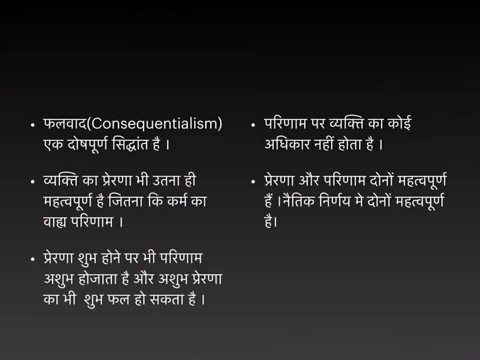 • फलवाद(Consequentialism)
एक दोषपूर्ण सिद्धांत है ।
• व्यक्ति का प्रेरणा भी उतना ही
महत्वपूर्ण है जितना कि कर्म का
वाह्य परिणाम ।
• प्रेरणा शुभ होने पर भी परिणाम
अशुभ होजाता है और अशुभ प्रेरणा
का भी शुभ फल हो सकता है ।
• परिणाम पर व्यक्ति का कोई
अधिकार नहीं होता है ।
• प्रेरणा और परिणाम दोनों महत्वपूर्ण
हैं ।नैतिक निर्णय मे दोनों महत्वपूर्ण
है।